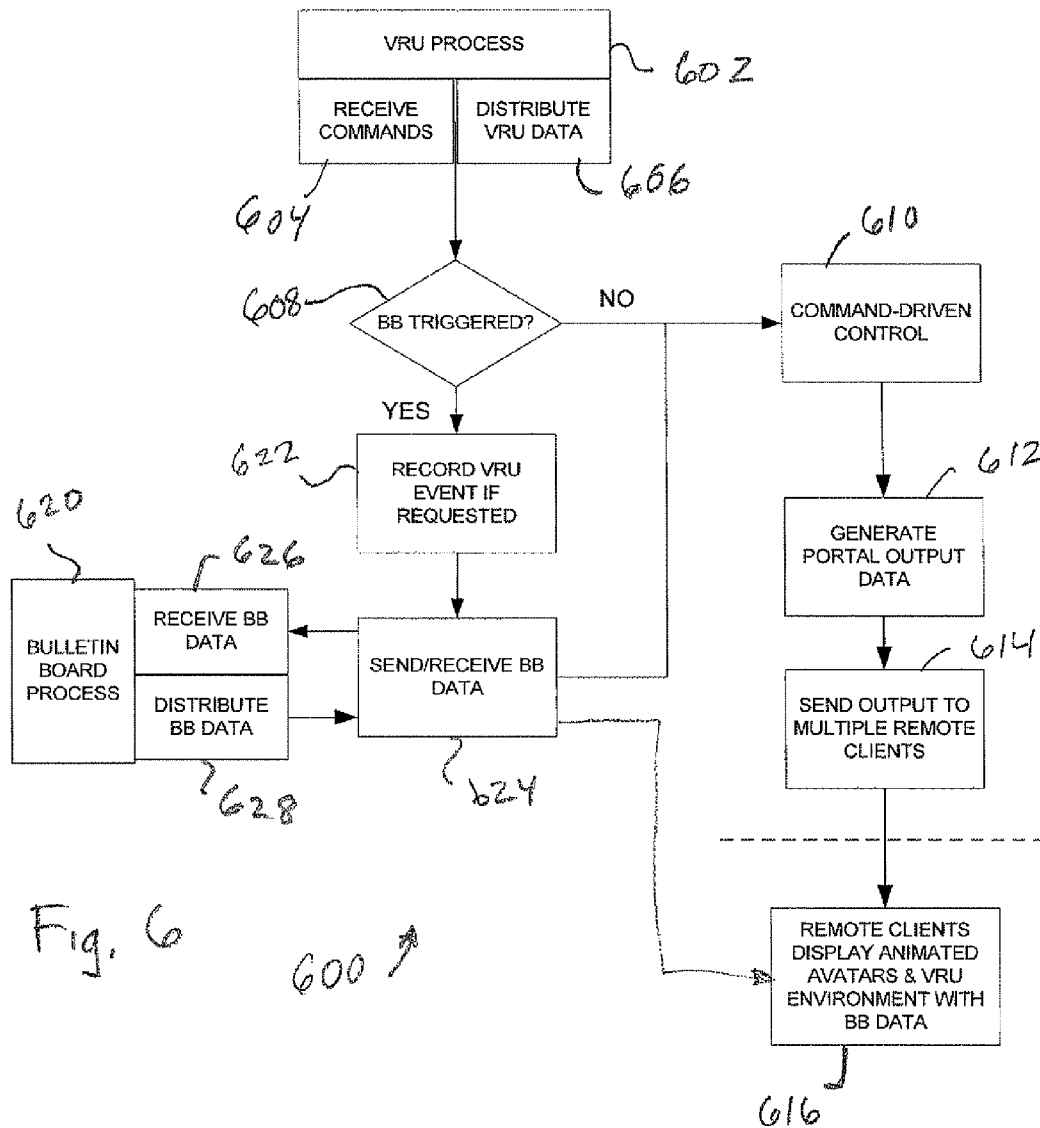 VRU PROCESS
602
RECEIVE
COMMANDS
DISTRIBUTE
VRU DATA
604
606
610
608
BB TRIGGERED?
NO
COMMAND-DRIVEN
CONTROL
YES
622
RECORD VRU
EVENT IF
REQUESTED
612
GENERATE
PORTAL OUTPUT
DATA
620
626
BULLETIN
BOARD
PROCESS
RECEIVE BB
DATA
DISTRIBUTE
BB DATA
SEND/RECEIVE BB
DATA
614
SEND OUTPUT TO
MULTIPLE REMOTE
CLIENTS
628
624
Fig. 6
600
REMOTE CLIENTS
DISPLAY ANIMATED
AVATARS & VRU
ENVIRONMENT WITH
BB DATA
616